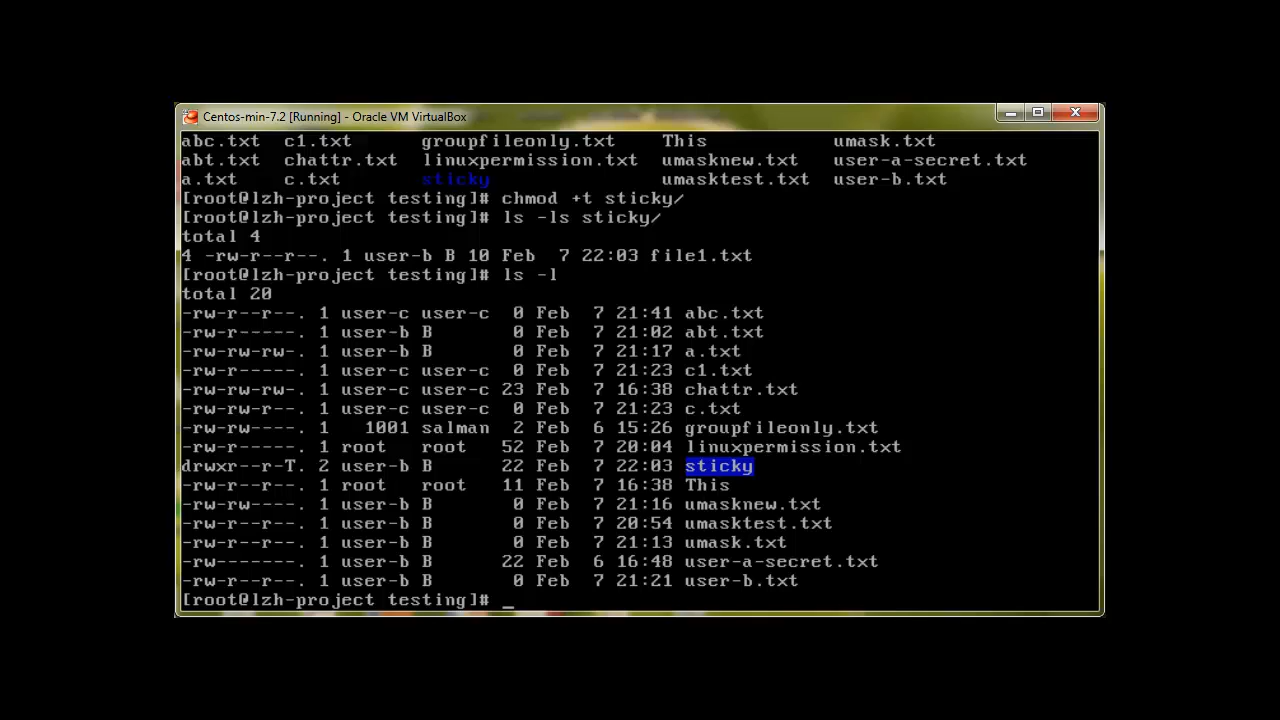 Centos-min-7.2 [Running] - Oracle VM VirtualBox
abc.txt c1.txt groupfileonly.txt This umask.txt
abt.txt chattr.txt linuxpermission.txt umasknew.txt user-a-secret.txt
a.txt c.txt sticky umasktest.txt user-b.txt
[root@lzh-project testing]# chmod +t sticky/
[root@lzh-project testing]# ls -ls sticky/
total 4
4 -rw-r--r--. 1 user-b B 10 Feb 7 22:03 file1.txt
[root@lzh-project testing]# ls -l
total 20
-rw-r--r--. 1 user-c user-c 0 Feb 7 21:41 abc.txt
-rw-r-----. 1 user-b B 0 Feb 7 21:02 abt.txt
-rw-rw-rw-. 1 user-b B 0 Feb 7 21:17 a.txt
-rw-r--r--. 1 user-c user-c 0 Feb 7 21:23 c1.txt
-rw-rw-rw-. 1 user-c user-c 23 Feb 7 16:38 chattr.txt
-rw-rw-r--. 1 user-c user-c 0 Feb 7 21:23 c.txt
-rw-rw----. 1 1001 salman 2 Feb 6 15:26 groupfileonly.txt
-rw-r-----. 1 root root 52 Feb 7 20:04 linuxpermission.txt
drwxr--r-T. 2 user-b B 22 Feb 7 22:03 sticky
-rw-r--r--. 1 root root 11 Feb 7 16:38 This
-rw-rw----. 1 user-b B 0 Feb 7 21:16 umasknew.txt
-rw-r--r--. 1 user-b B 0 Feb 7 20:54 umasktest.txt
-rw-r--r--. 1 user-b B 0 Feb 7 21:13 umask.txt
-rw-------. 1 user-b B 22 Feb 6 16:48 user-a-secret.txt
-rw-r--r--. 1 user-b B 0 Feb 7 21:21 user-b.txt
[root@lzh-project testing]# _